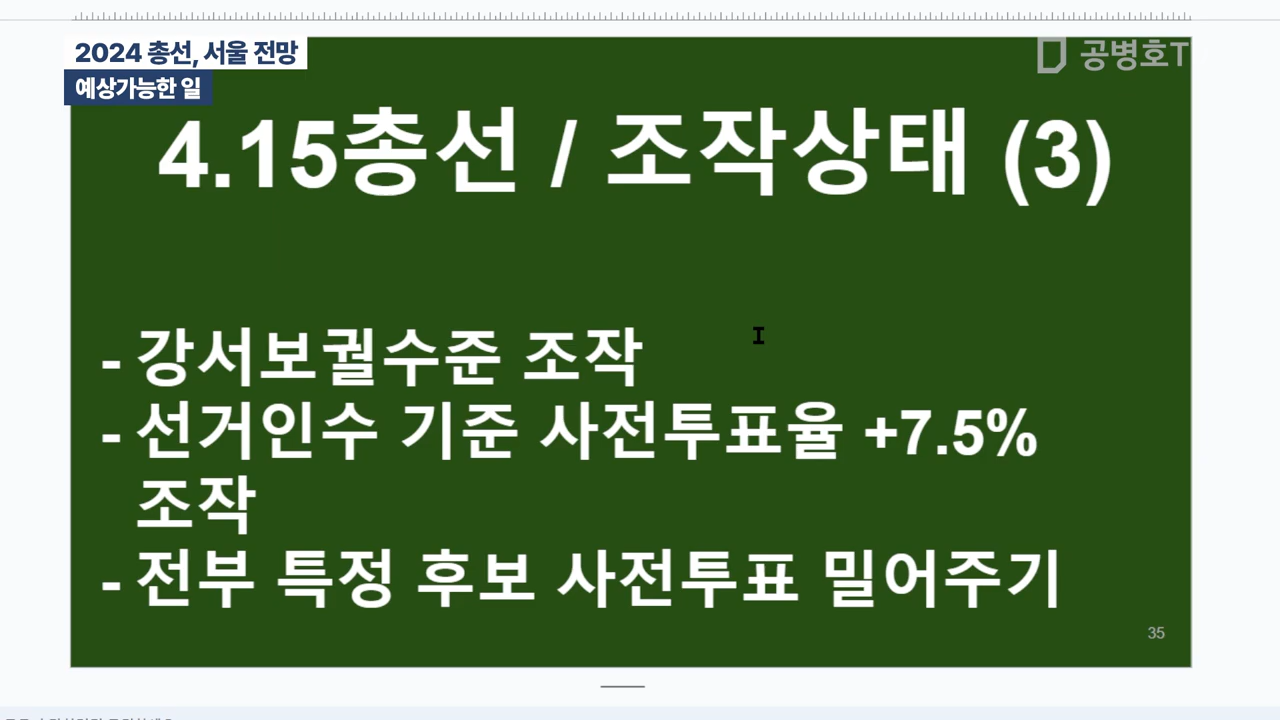 2024 총선, 서울 전망
예상가능한 일
공병호T
4.15총선 / 조작상태 (3)
- 강서보궐수준 조작
- 선거인수 기준 사전투표율 +7.5%
조작
- 전부 특정 후보 사전투표 밀어주기
35